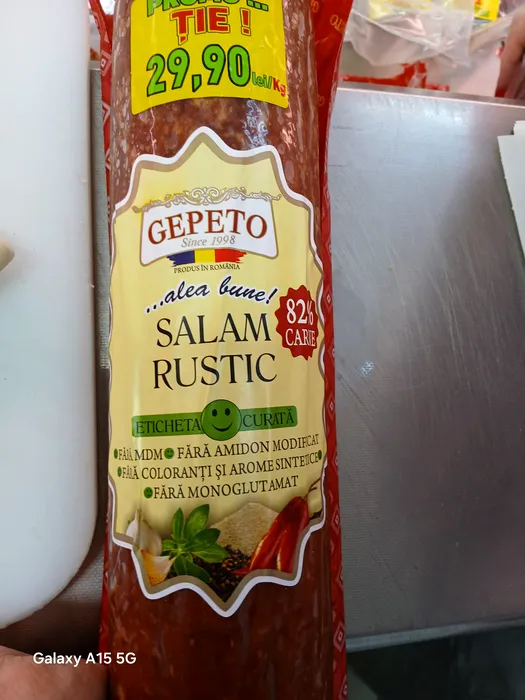 ȚIE !
29,90 lei/Kg
GEPETO
Since 1998
PRODUS ÎN ROMÂNIA
...alea bune!
82%
CARNE
SALAM
RUSTIC
ETICHETA CURATĂ
FĂRĂ MDM FĂRĂ AMIDON MODIFICAT
FĂRĂ COLORANȚI ȘI AROME SINTETICE
FĂRĂ MONOGLUTAMAT
Galaxy A15 5G